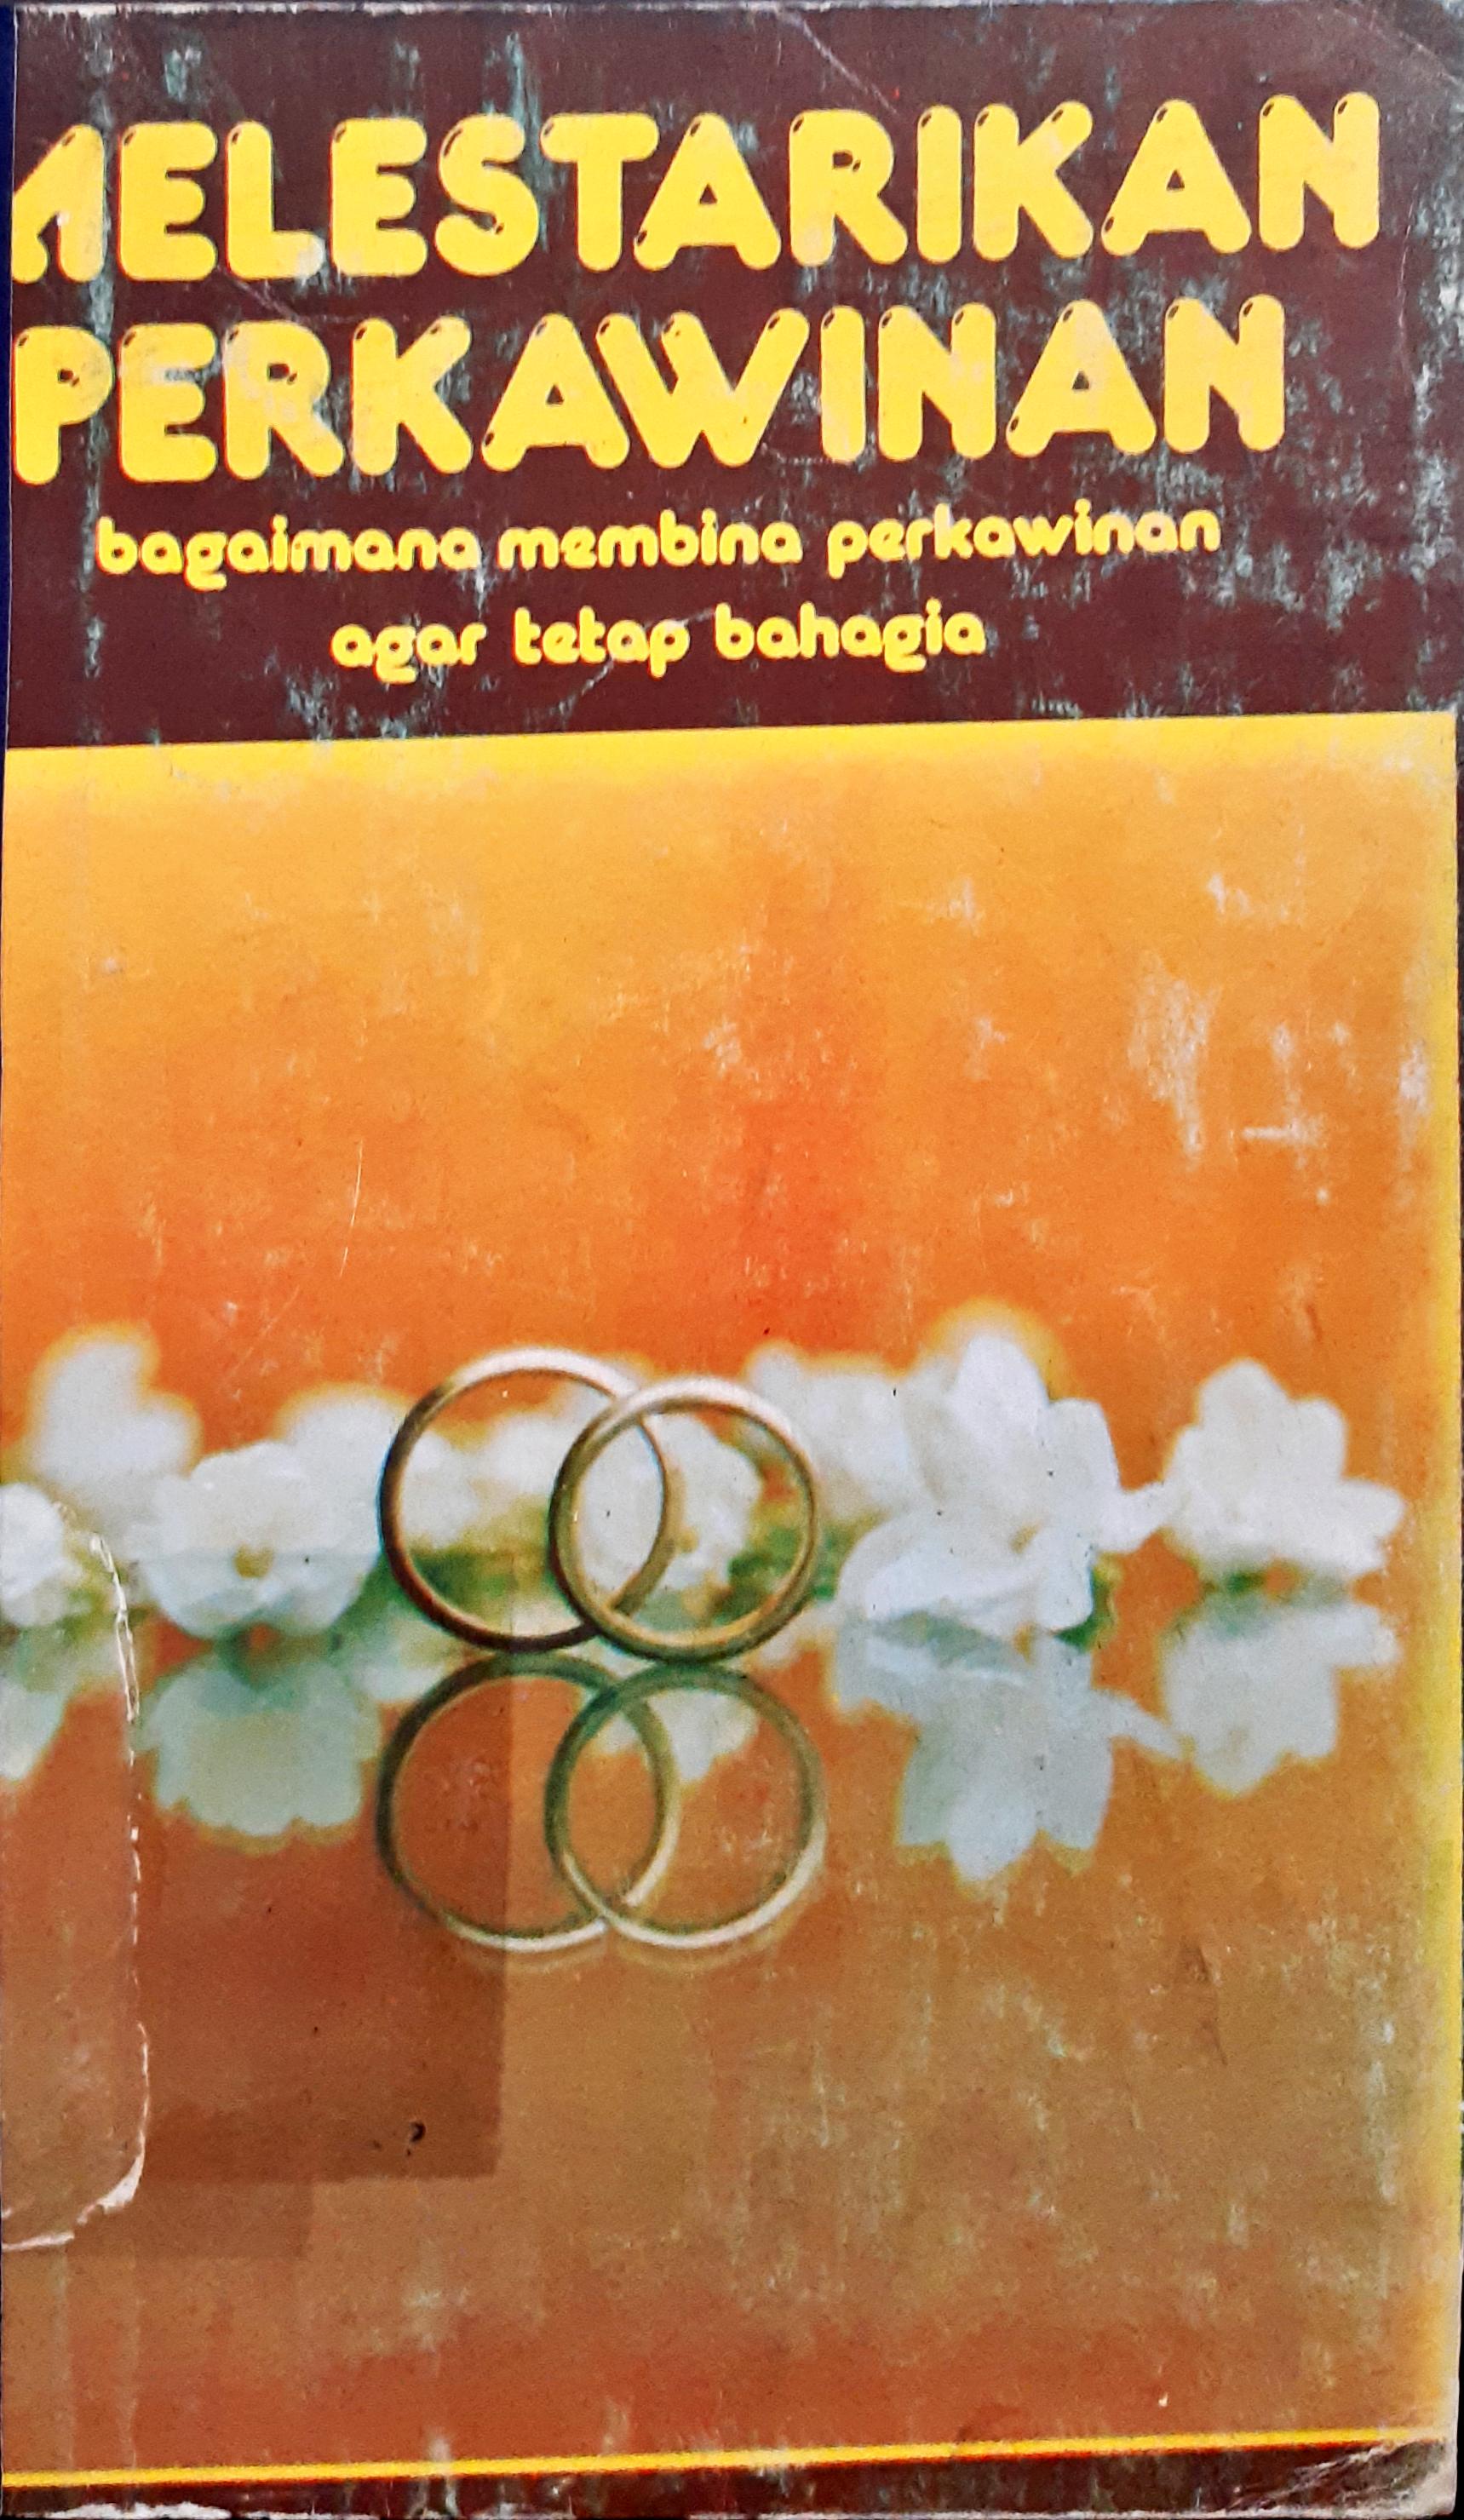 MELESTARIKAN
PERKAWINAN
bagaimana membina perkawinan
agar tetap bahagia